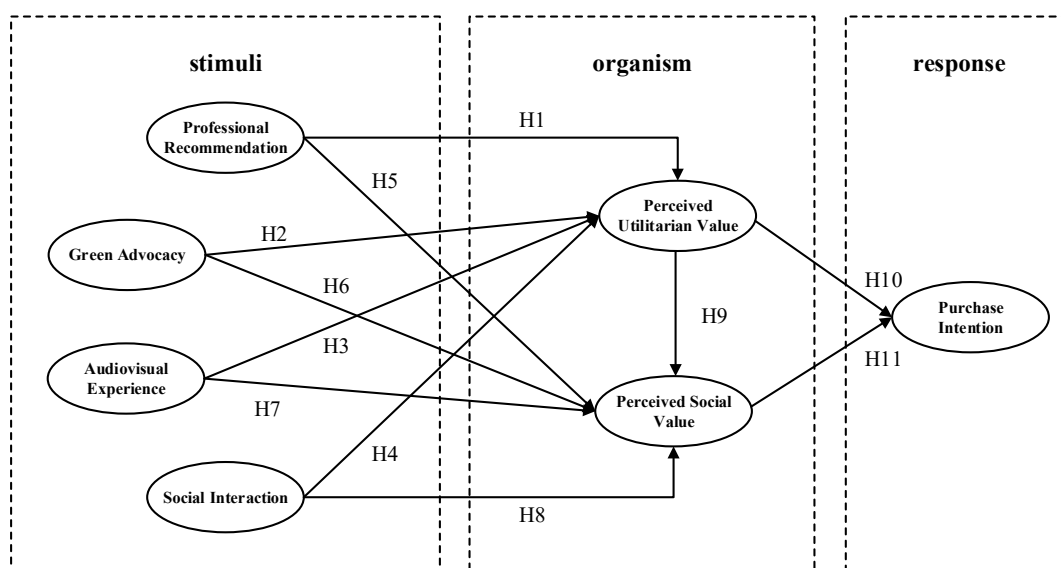 stimuli
organism
response
Professional
Recommendation
H1
H5
Perceived
Utilitarian Value
Green Advocacy
H2
H6
H10
Purchase
Intention
H9
H3
Audiovisual
Experience
H11
H7
Perceived Social
Value
H4
Social Interaction
H8